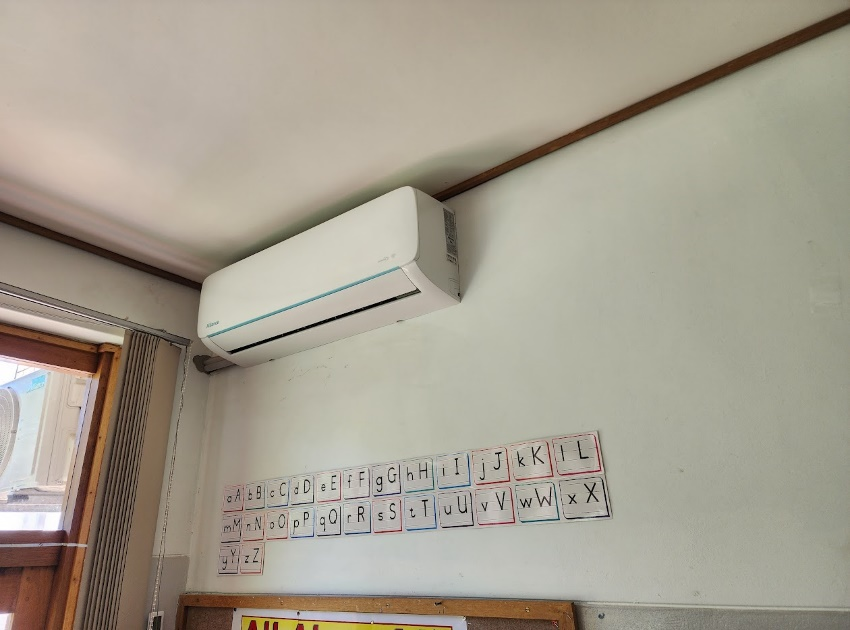 aA bB cC dD eE fF gG hH iI jJ kK lL
mM nN oO pP qQ rR sS tT uU vV wW xX
yY zZ
All